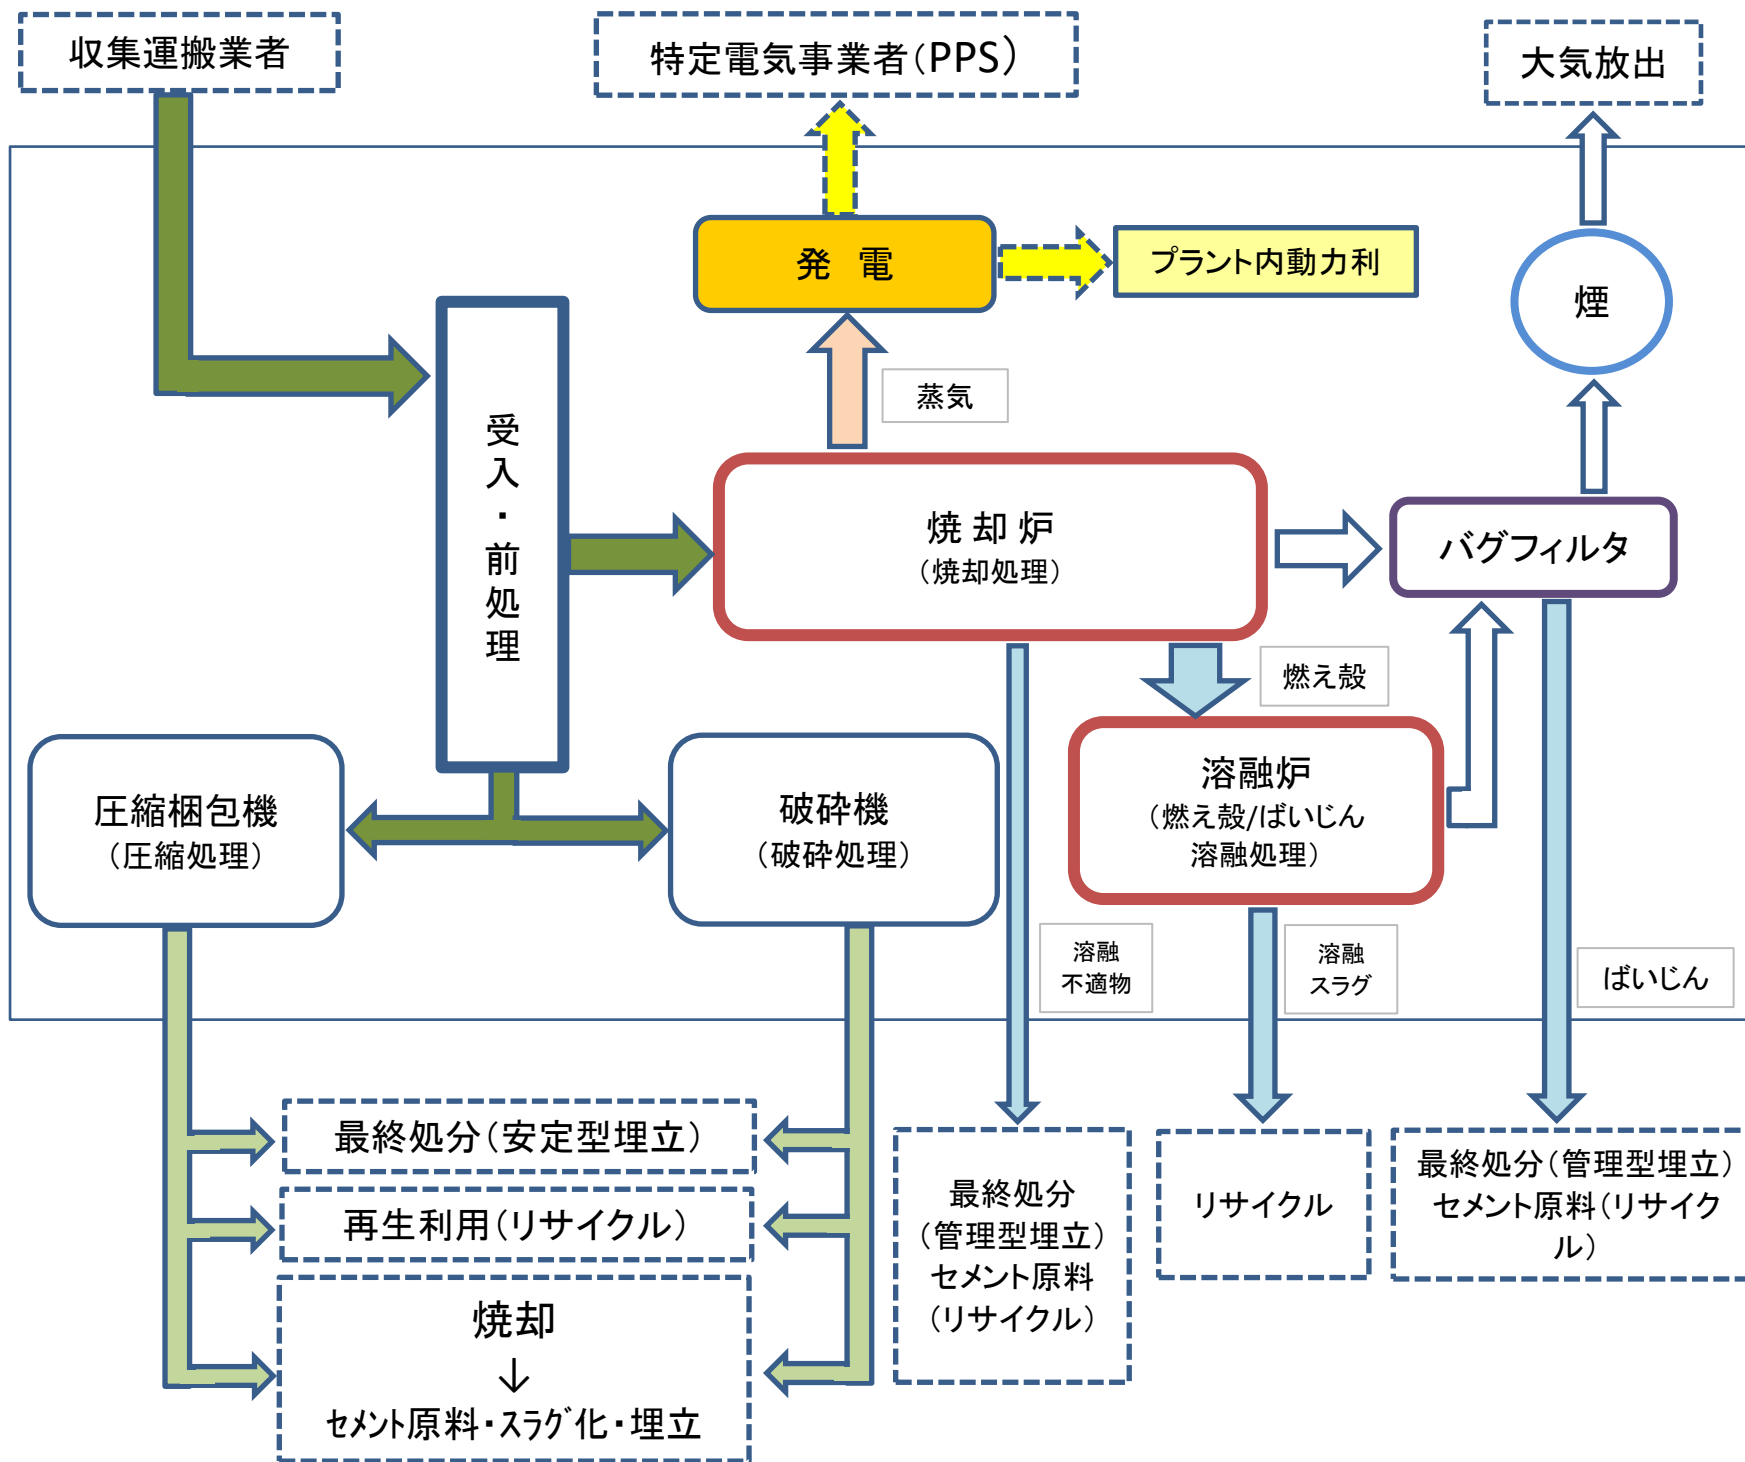 収集運搬業者
特定電気事業者（PPS）
大気放出
発 電
プラント内動力利
煙
蒸気
受入・前処理
焼 却 炉
（焼却処理）
バグフィルタ
燃え殻
圧縮梱包機
（圧縮処理）
破砕機
（破砕処理）
溶融炉
（燃え殻/ばいじん
溶融処理）
溶融
不適物
溶融
スラグ
ばいじん
最終処分（安定型埋立）
再生利用（リサイクル）
焼却
↓
セメント原料・スラグ化・埋立
最終処分
（管理型埋立）
セメント原料
（リサイクル）
リサイクル
最終処分（管理型埋立）
セメント原料（リサイク
ル）